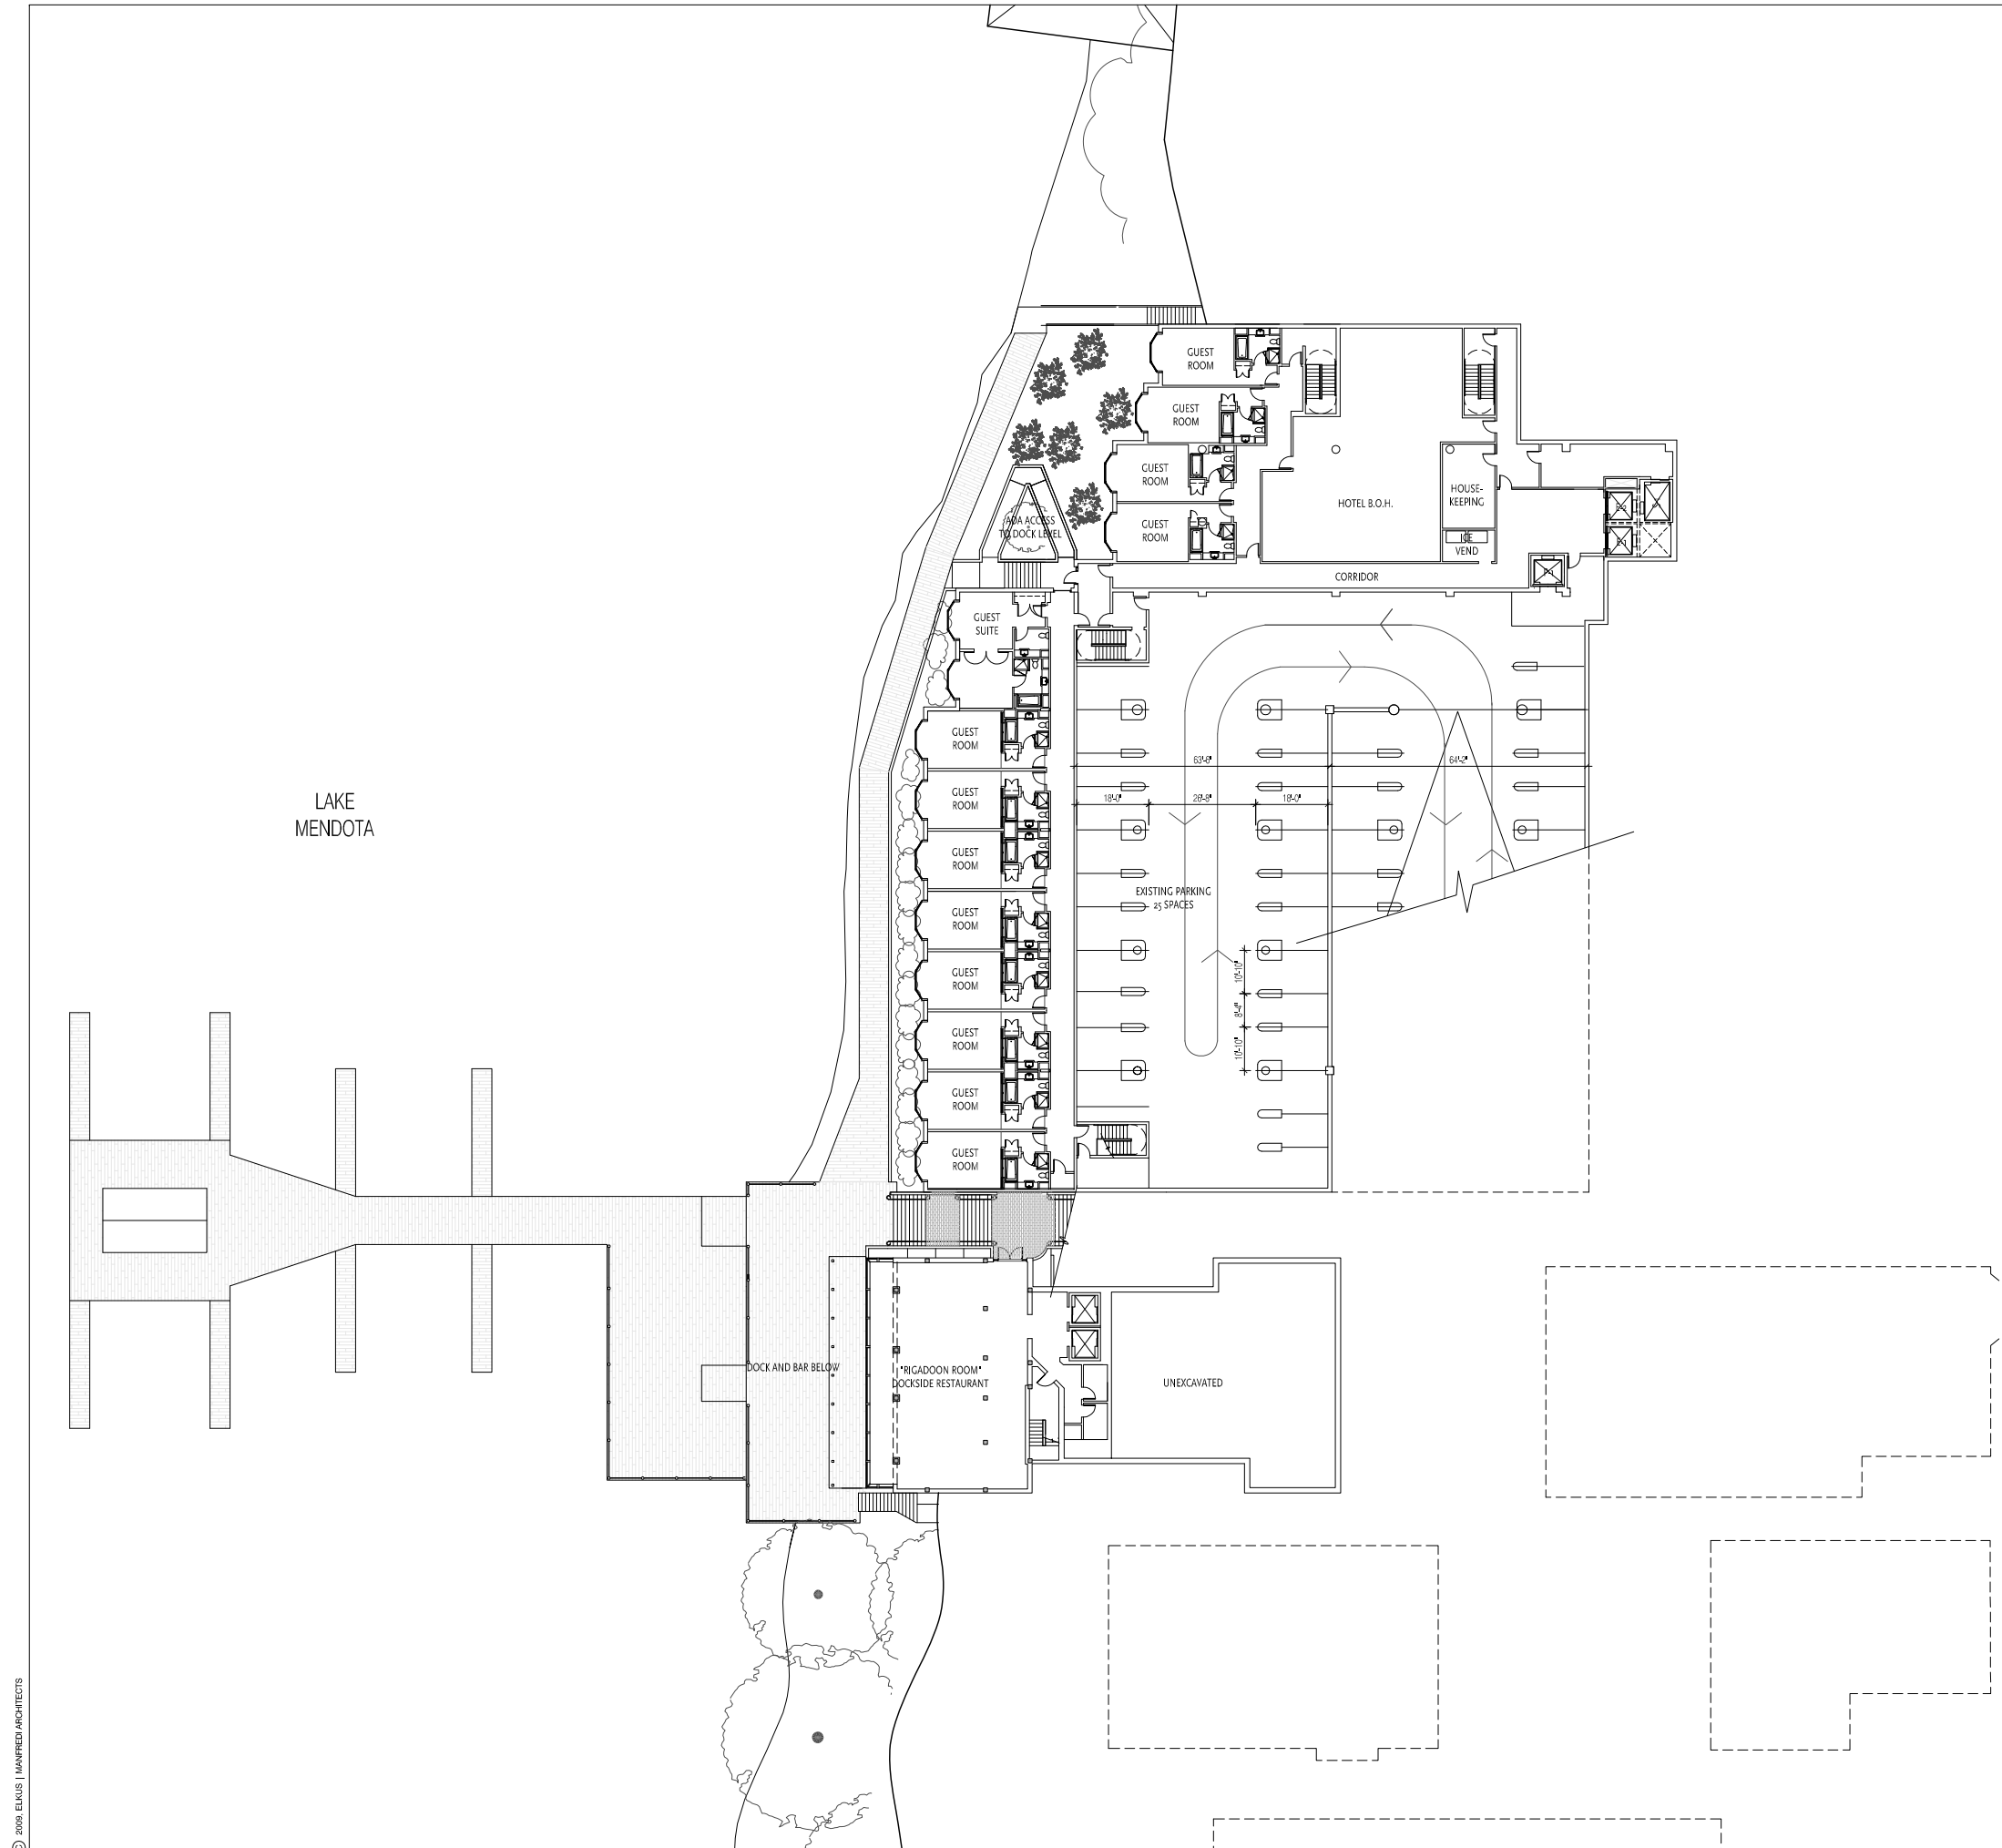 GUEST
ROOM
GUEST
ROOM
GUEST
ROOM
GUEST
ROOM
HOTEL B.O.H.
HOUSE-
KEEPING
ICE
VEND
ADA ACCESS
TO DOCK LEVEL
CORRIDOR
GUEST
SUITE
GUEST
ROOM
GUEST
ROOM
GUEST
ROOM
GUEST
ROOM
GUEST
ROOM
GUEST
ROOM
GUEST
ROOM
GUEST
ROOM
63'-8"
64'-2"
18'-0"
26'-8"
18'-0"
LAKE
MENDOTA
EXISTING PARKING
25 SPACES
10'-10"
8'-4"
10'-10"
DOCK AND BAR BELOW
"RIGADOON ROOM"
DOCKSIDE RESTAURANT
UNEXCAVATED
© 2009, ELKUS | MANFREDI ARCHITECTS